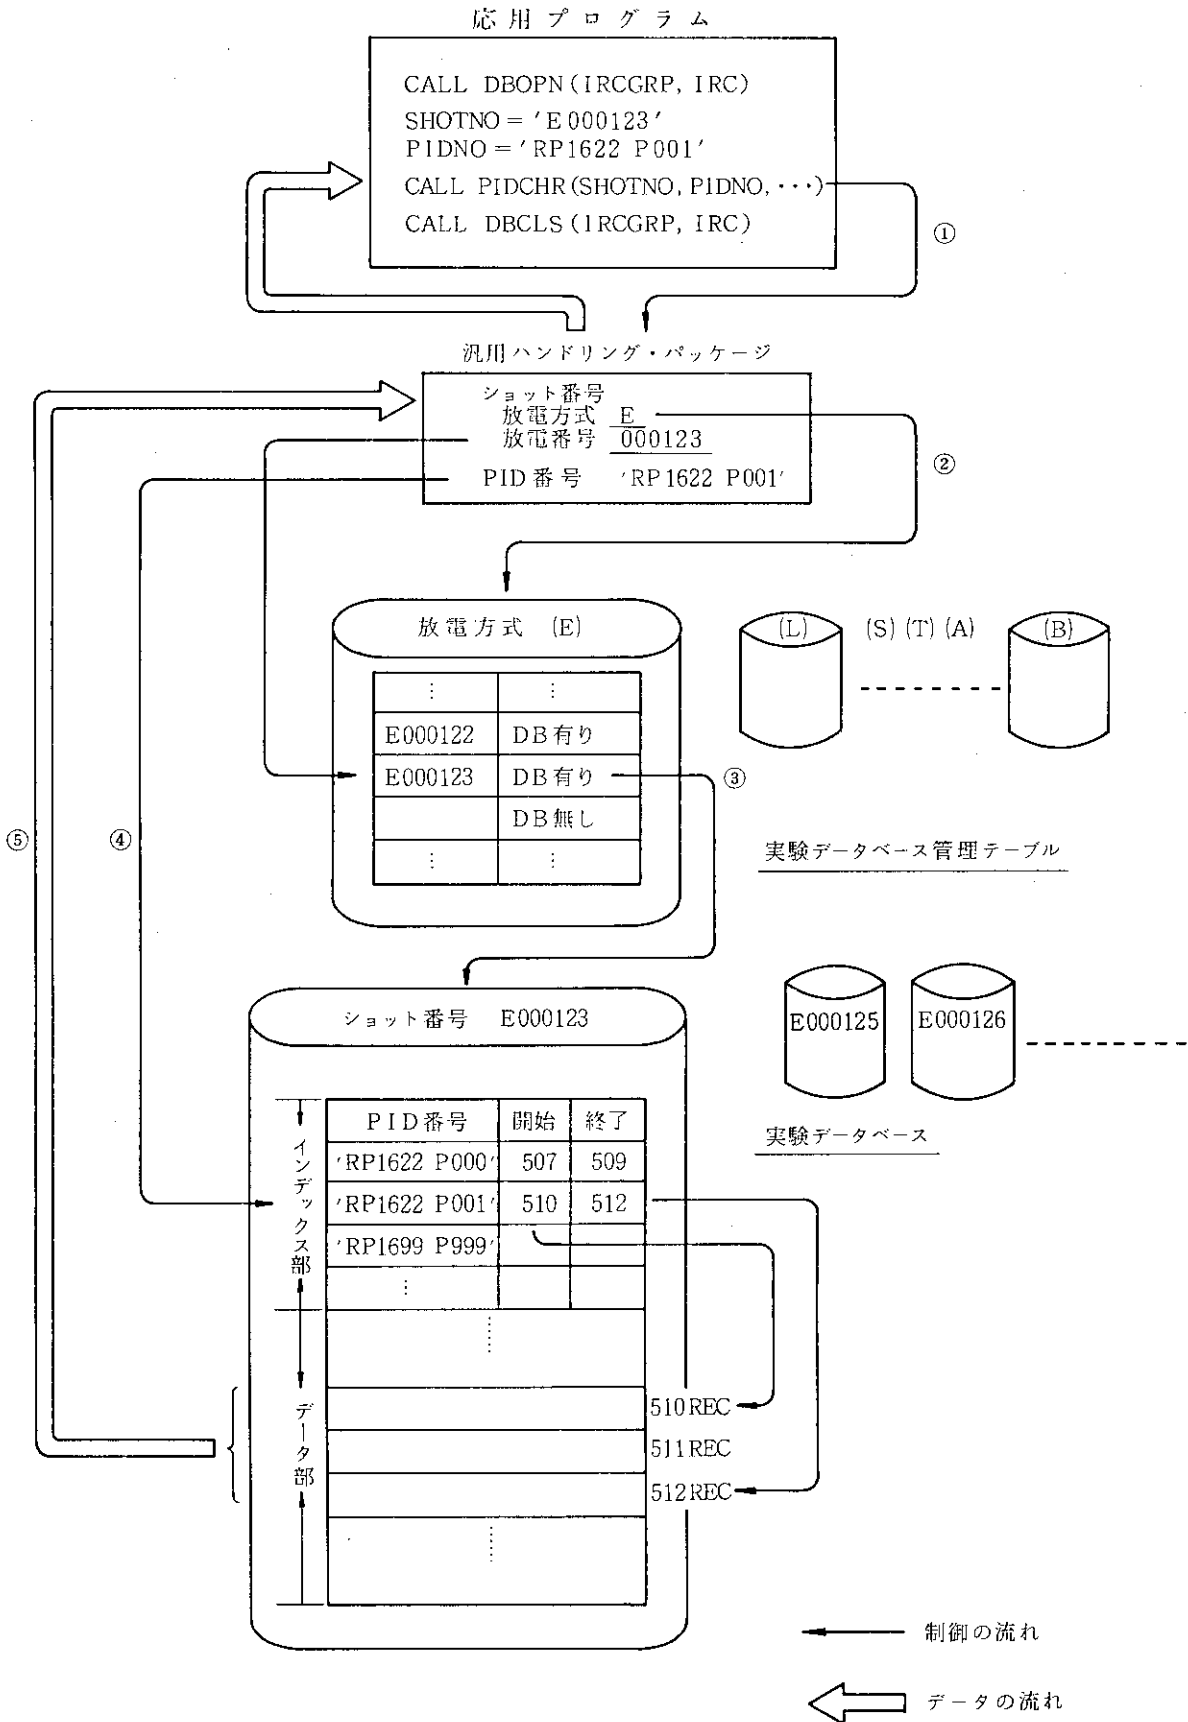 応用プログラム
CALL DBOPN(IRCGRP, IRC)
SHOTNO = 'E000123'
PIDNO = 'RP1622 P001'
CALL PIDCHR(SHOTNO, PIDNO, ･･･)
CALL DBCLS(IRCGRP, IRC)
①
汎用ハンドリング・パッケージ
ショット番号
放電方式 E
放電番号 000123
PID番号 'RP1622 P001'
②
放電方式 (E)
(L) (S) (T) (A) (B)
⋮ ⋮
E000122 DB有り
E000123 DB有り
③
DB無し
⋮ ⋮
⑤
④
実験データベース管理テーブル
ショット番号 E000123
E000125 E000126
実験データベース
インデックス部
PID番号 開始 終了
'RP1622 P000' 507 509
'RP1622 P001' 510 512
'RP1699 P999'
⋮
データ部
510REC
511REC
512REC
制御の流れ
データの流れ